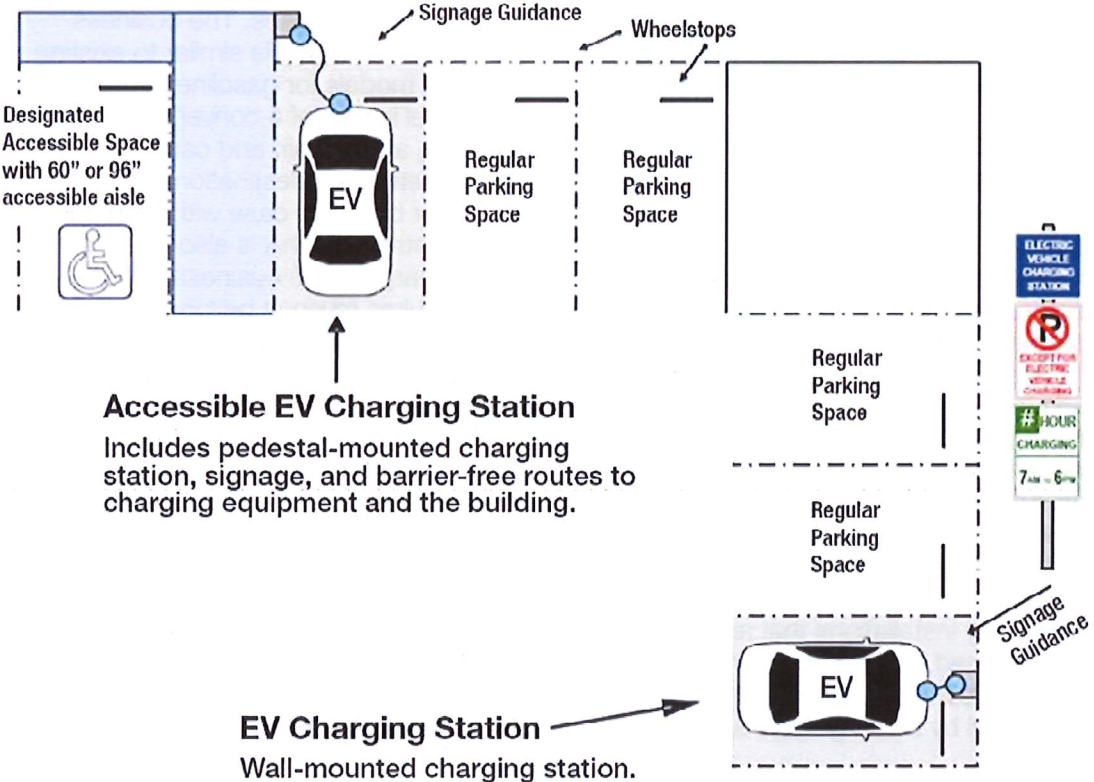 Signage Guidance
Wheelstops
Designated
Accessible Space
with 60” or 96”
accessible aisle
EV
Regular
Parking
Space
Regular
Parking
Space
ELECTRIC
VEHICLE
CHARGING
STATION
P
EXCEPT FOR
ELECTRIC
VEHICLE
CHARGING
# HOUR
CHARGING
7AM - 6PM
Regular
Parking
Space
Accessible EV Charging Station
Includes pedestal-mounted charging
station, signage, and barrier-free routes to
charging equipment and the building.
Regular
Parking
Space
Signage
Guidance
EV
EV Charging Station
Wall-mounted charging station.